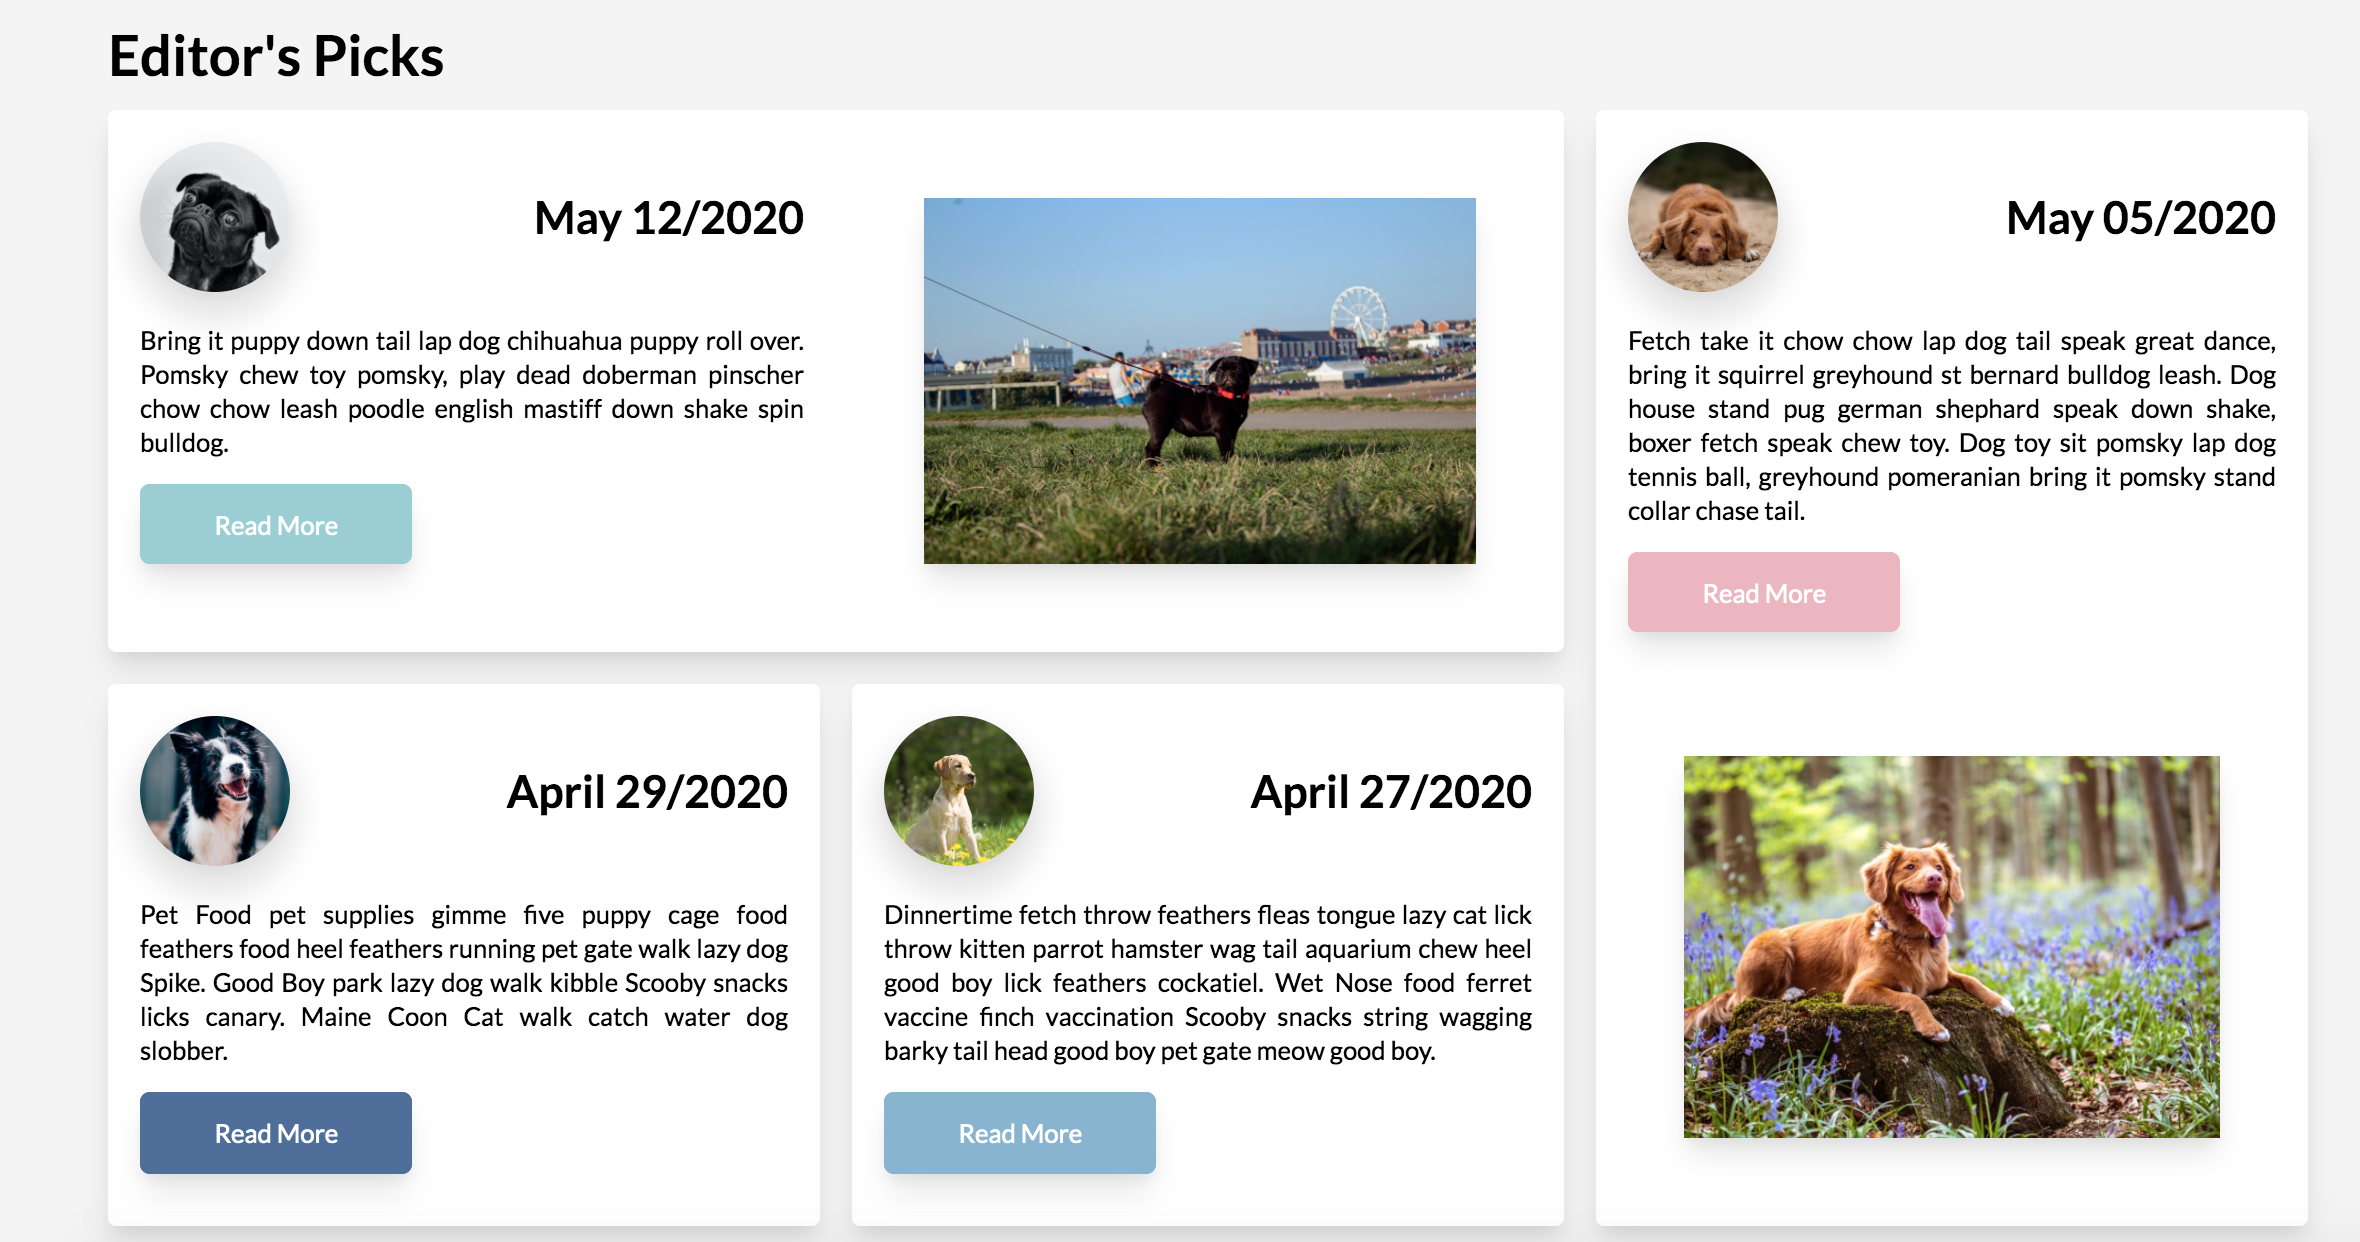 Editor's Picks
May 12/2020
Bring it puppy down tail lap dog chihuahua puppy roll over.
Pomsky chew toy pomsky, play dead doberman pinscher
chow chow leash poodle english mastiff down shake spin
bulldog.
Read More
May 05/2020
Fetch take it chow chow lap dog tail speak great dance,
bring it squirrel greyhound st bernard bulldog leash. Dog
house stand pug german shephard speak down shake,
boxer fetch speak chew toy. Dog toy sit pomsky lap dog
tennis ball, greyhound pomeranian bring it pomsky stand
collar chase tail.
Read More
April 29/2020
Pet Food pet supplies gimme five puppy cage food
feathers food heel feathers running pet gate walk lazy dog
Spike. Good Boy park lazy dog walk kibble Scooby snacks
licks canary. Maine Coon Cat walk catch water dog
slobber.
Read More
April 27/2020
Dinnertime fetch throw feathers fleas tongue lazy cat lick
throw kitten parrot hamster wag tail aquarium chew heel
good boy lick feathers cockatiel. Wet Nose food ferret
vaccine finch vaccination Scooby snacks string wagging
barky tail head good boy pet gate meow good boy.
Read More